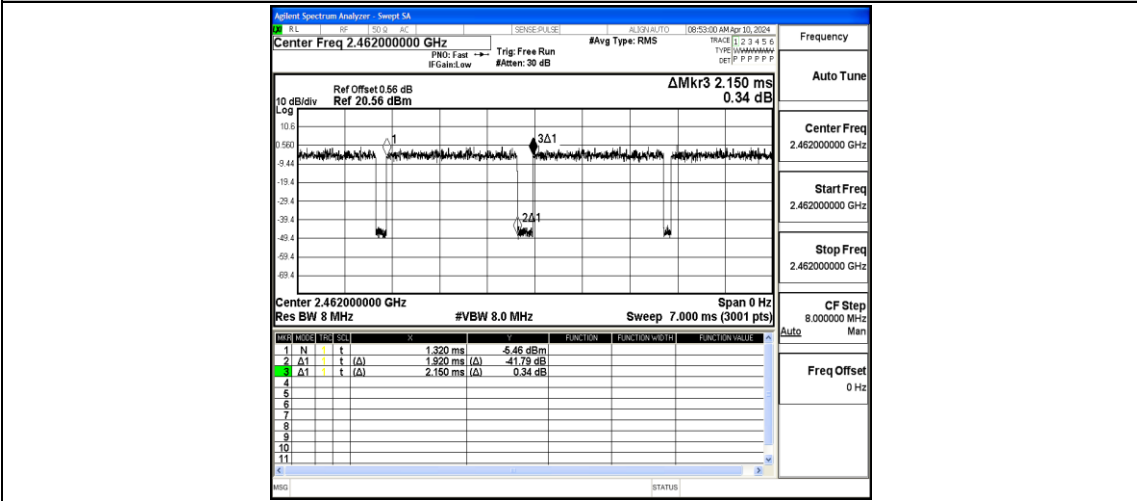 Agilent Spectrum Analyzer - Swept SA
RL RF 50 Ω AC SENSE:PULSE ALIGN AUTO 08:53:00 AM Apr 10, 2024
Center Freq 2.462000000 GHz #Avg Type: RMS TRACE 1 2 3 4 5 6
PNO: Fast Trig: Free Run TYPE WWWWWW
IFGain:Low #Atten: 30 dB DET P P P P P P
Frequency
Auto Tune
Center Freq
2.462000000 GHz
Start Freq
2.462000000 GHz
Stop Freq
2.462000000 GHz
CF Step
8.000000 MHz
Auto Man
Freq Offset
0 Hz
ΔMkr3 2.150 ms
0.34 dB
Ref Offset 0.56 dB
10 dB/div Ref 20.56 dBm
Log
10.6
0.560
-9.44
-19.4
-29.4
-39.4
-49.4
-59.4
-69.4
1
3Δ1
2Δ1
Center 2.462000000 GHz Span 0 Hz
Res BW 8 MHz #VBW 8.0 MHz Sweep 7.000 ms (3001 pts)
MKR MODE TRC SCL X Y FUNCTION FUNCTION WIDTH FUNCTION VALUE
1 N 1 t 1.320 ms -5.46 dBm
2 Δ1 1 t (Δ) 1.920 ms (Δ) -41.79 dB
3 Δ1 1 t (Δ) 2.150 ms (Δ) 0.34 dB
4
5
6
7
8
9
10
11
MSG STATUS